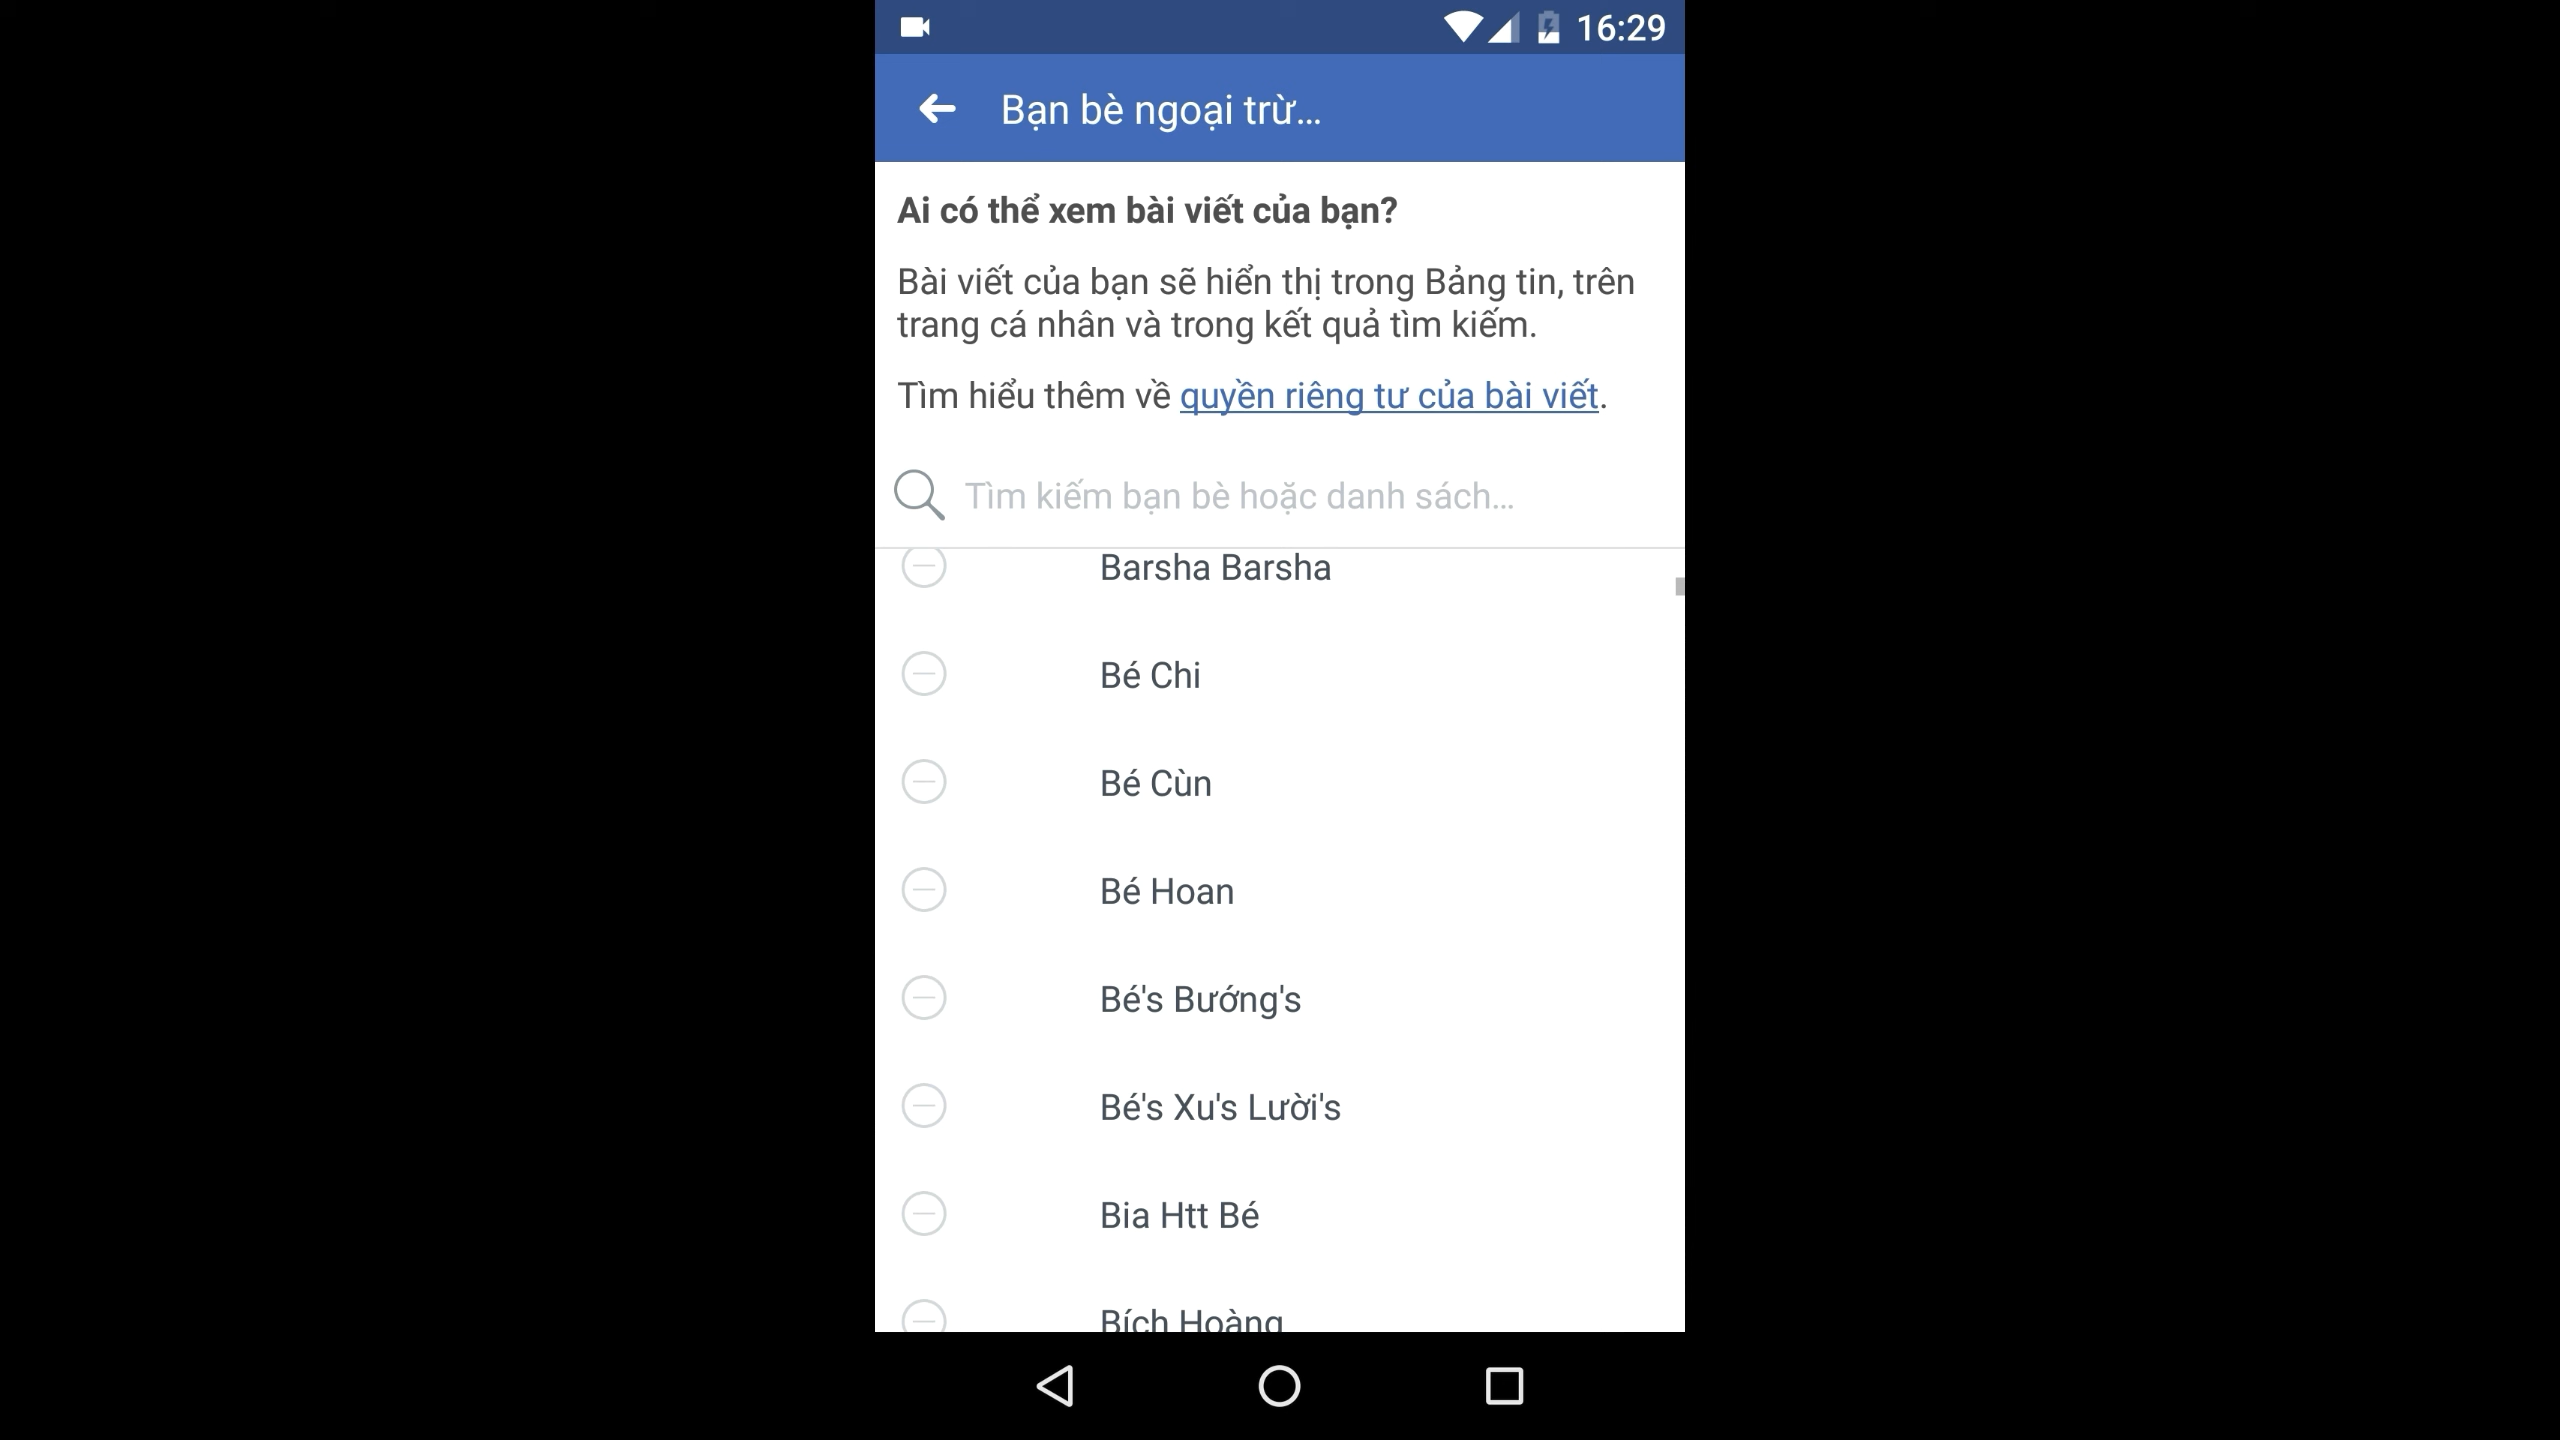 16:29
Bạn bè ngoại trừ...
Ai có thể xem bài viết của bạn?
Bài viết của bạn sẽ hiển thị trong Bảng tin, trên
trang cá nhân và trong kết quả tìm kiếm.
Tìm hiểu thêm về quyền riêng tư của bài viết.
Tìm kiếm bạn bè hoặc danh sách...
Barsha Barsha
Bé Chi
Bé Cùn
Bé Hoan
Bé's Bướng's
Bé's Xu's Lười's
Bia Htt Bé
Bích Hoàng